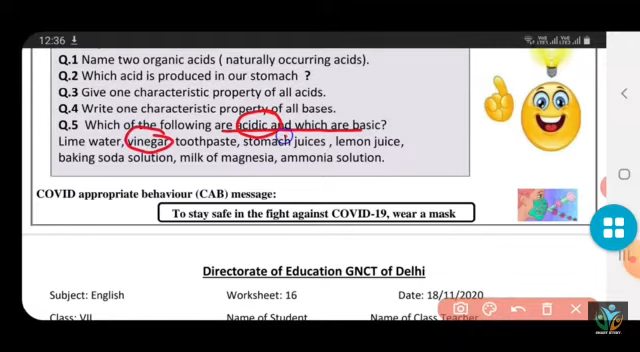 12:36
Q.1 Name two organic acids ( naturally occurring acids).
Q.2 Which acid is produced in our stomach ?
Q.3 Give one characteristic property of all acids.
Q.4 Write one characteristic property of all bases.
Q.5 Which of the following are acidic and which are basic?
Lime water, vinegar, toothpaste, stomach juices , lemon juice,
baking soda solution, milk of magnesia, ammonia solution.
COVID appropriate behaviour (CAB) message:
To stay safe in the fight against COVID-19, wear a mask
Directorate of Education GNCT of Delhi
Subject: English Worksheet: 16 Date: 18/11/2020
Class: VII Name of Student Name of Class Teacher